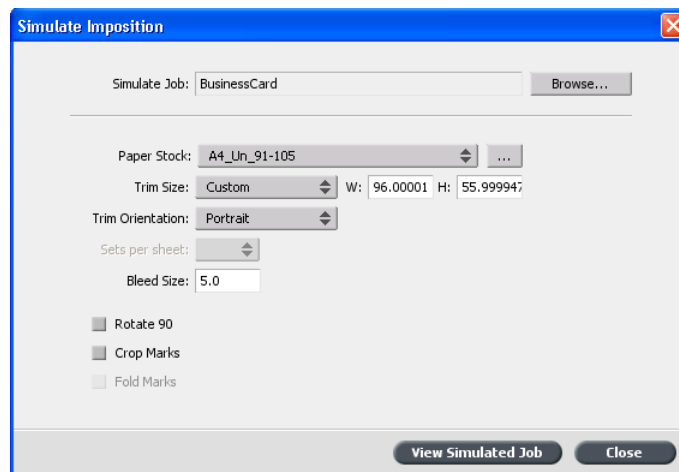 Simulate Imposition
Simulate Job: BusinessCard Browse...
Paper Stock: A4_Un_91-105 ...
Trim Size: Custom W: 96.00001 H: 55.999947
Trim Orientation: Portrait
Sets per sheet:
Bleed Size: 5.0
Rotate 90
Crop Marks
Fold Marks
View Simulated Job Close